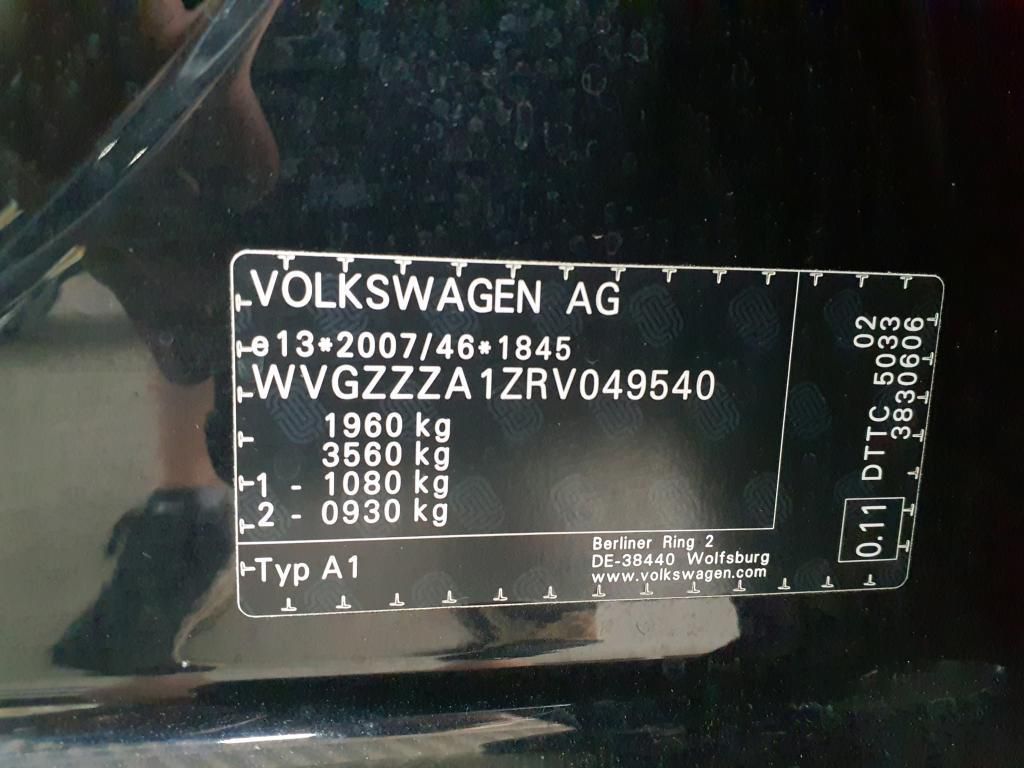 VOLKSWAGEN AG
e13*2007/46*1845
WVGZZZA1ZRV049540
1960 kg
3560 kg
1 - 1080 kg
2 - 0930 kg
Typ A1
Berliner Ring 2
DE-38440 Wolfsburg
www.volkswagen.com
02
DTTC 5033
3830606
0.11